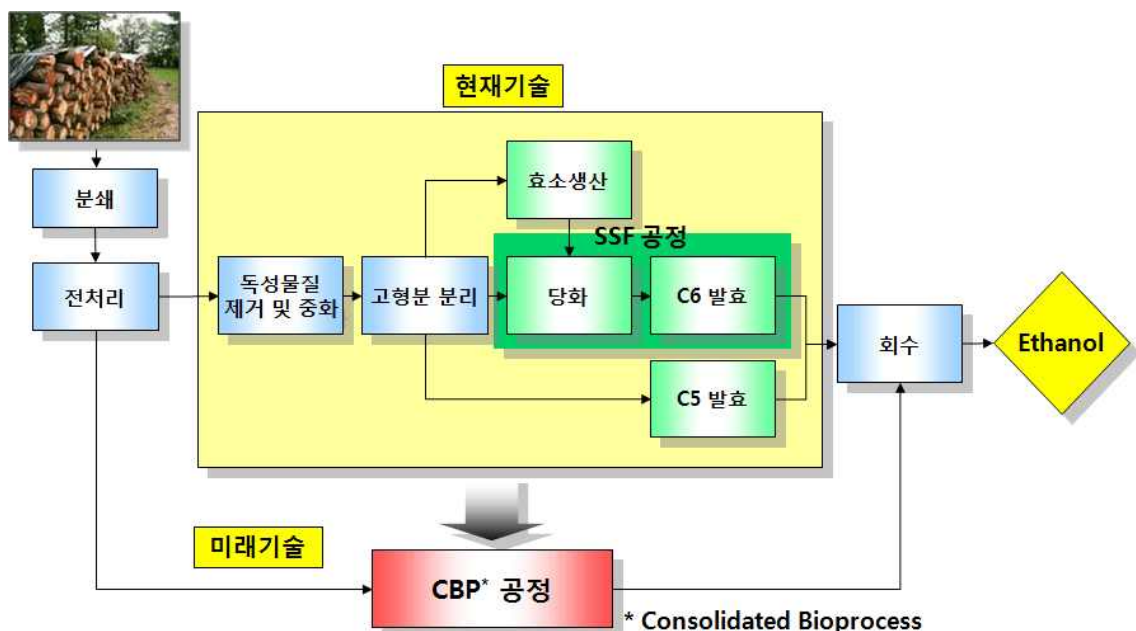 현재기술
분쇄
효소생산
SSF 공정
전처리
독성물질
제거 및 중화
고형분 분리
당화
C6 발효
회수
Ethanol
C5 발효
미래기술
CBP* 공정
* Consolidated Bioprocess